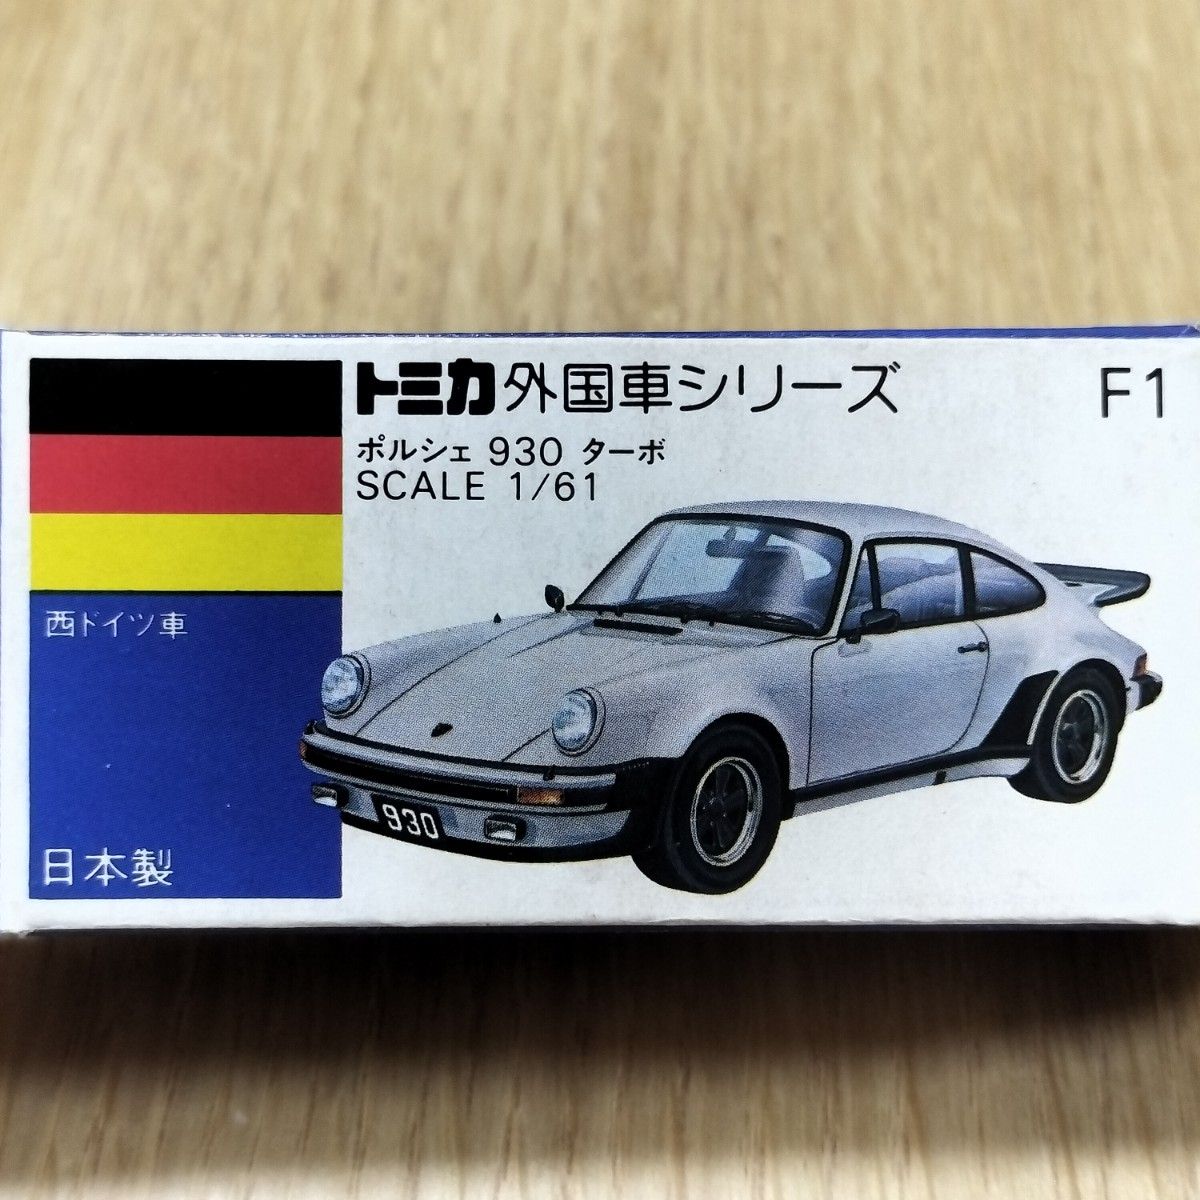 トミカ外国車シリーズ F1
ポルシェ 930 ターボ
SCALE 1/61
西ドイツ車
930
日本製